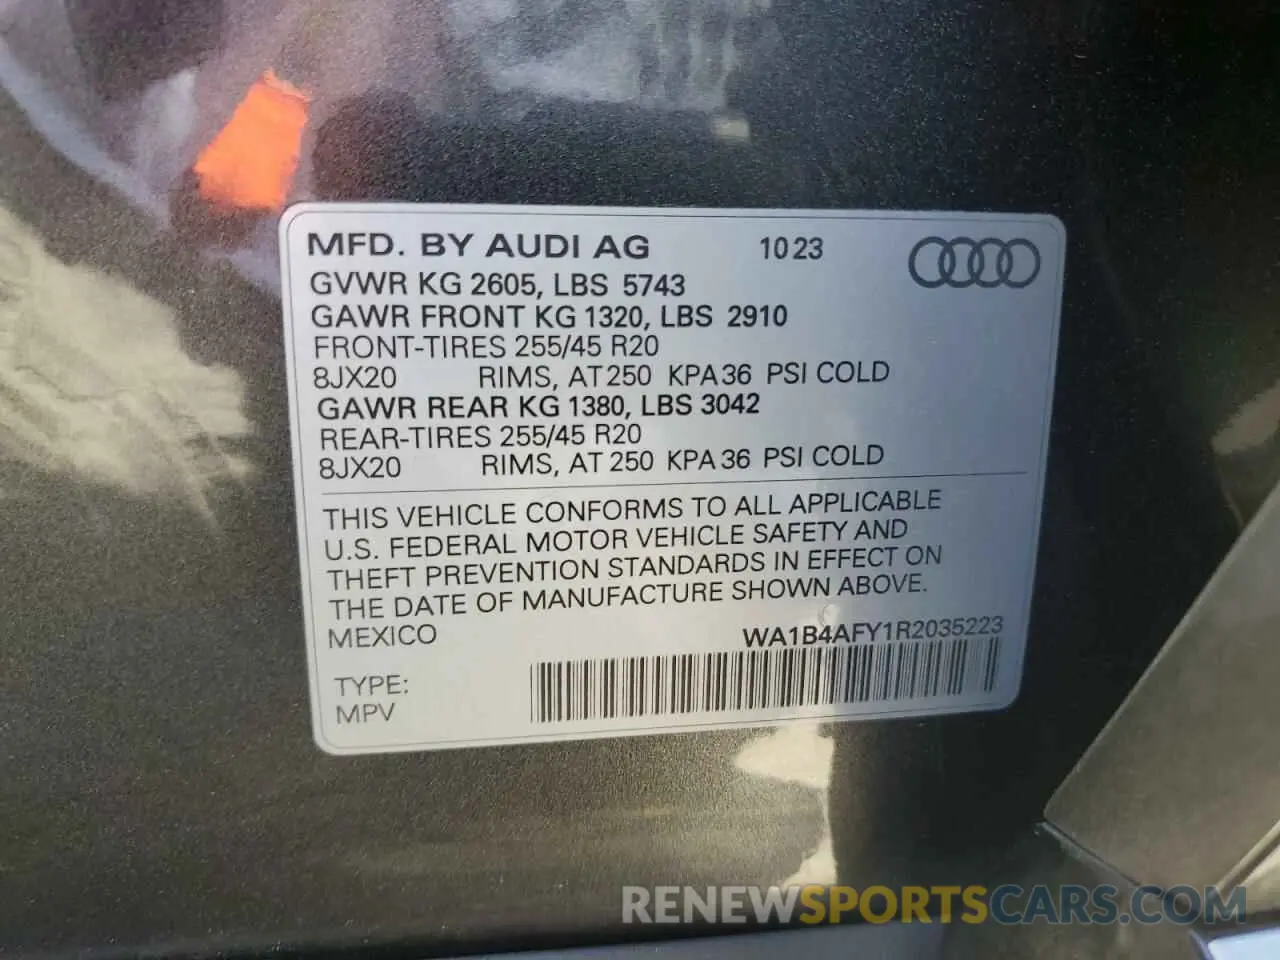 MFD. BY AUDI AG 10 23
GVWR KG 2605, LBS 5743
GAWR FRONT KG 1320, LBS 2910
FRONT-TIRES 255/45 R20
8JX20 RIMS, AT 250 KPA 36 PSI COLD
GAWR REAR KG 1380, LBS 3042
REAR-TIRES 255/45 R20
8JX20 RIMS, AT 250 KPA 36 PSI COLD
THIS VEHICLE CONFORMS TO ALL APPLICABLE
U.S. FEDERAL MOTOR VEHICLE SAFETY AND
THEFT PREVENTION STANDARDS IN EFFECT ON
THE DATE OF MANUFACTURE SHOWN ABOVE.
MEXICO WA1B4AFY1R2035223
TYPE:
MPV
RENEWSPORTSCARS.COM